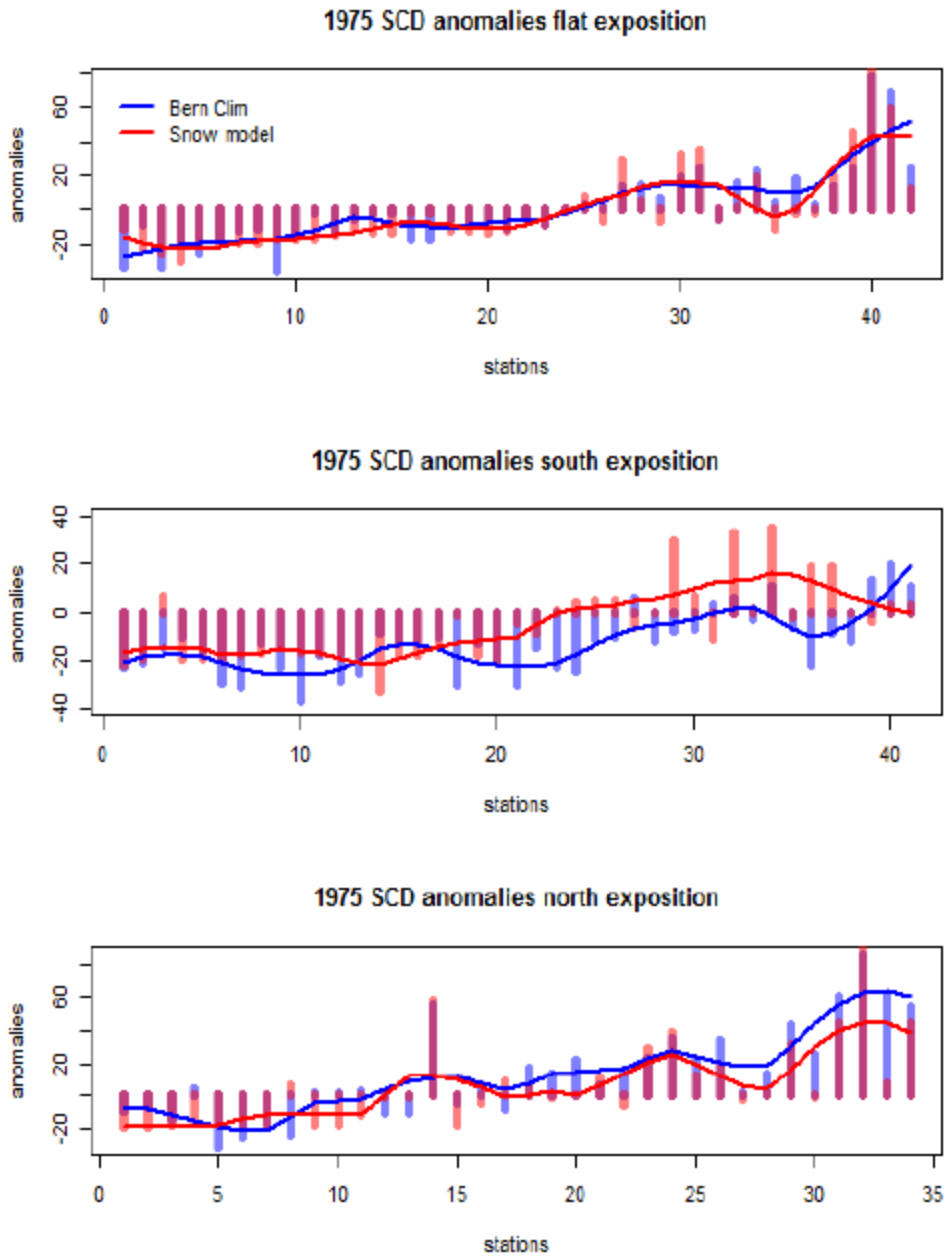 1975 SCD anomalies flat exposition
anomalies
60
20
-20
Bern Clim
Snow model
0 10 20 30 40
stations
1975 SCD anomalies south exposition
anomalies
40
20
0
-20
-40
0 10 20 30 40
stations
1975 SCD anomalies north exposition
anomalies
60
20
-20
0 5 10 15 20 25 30 35
stations